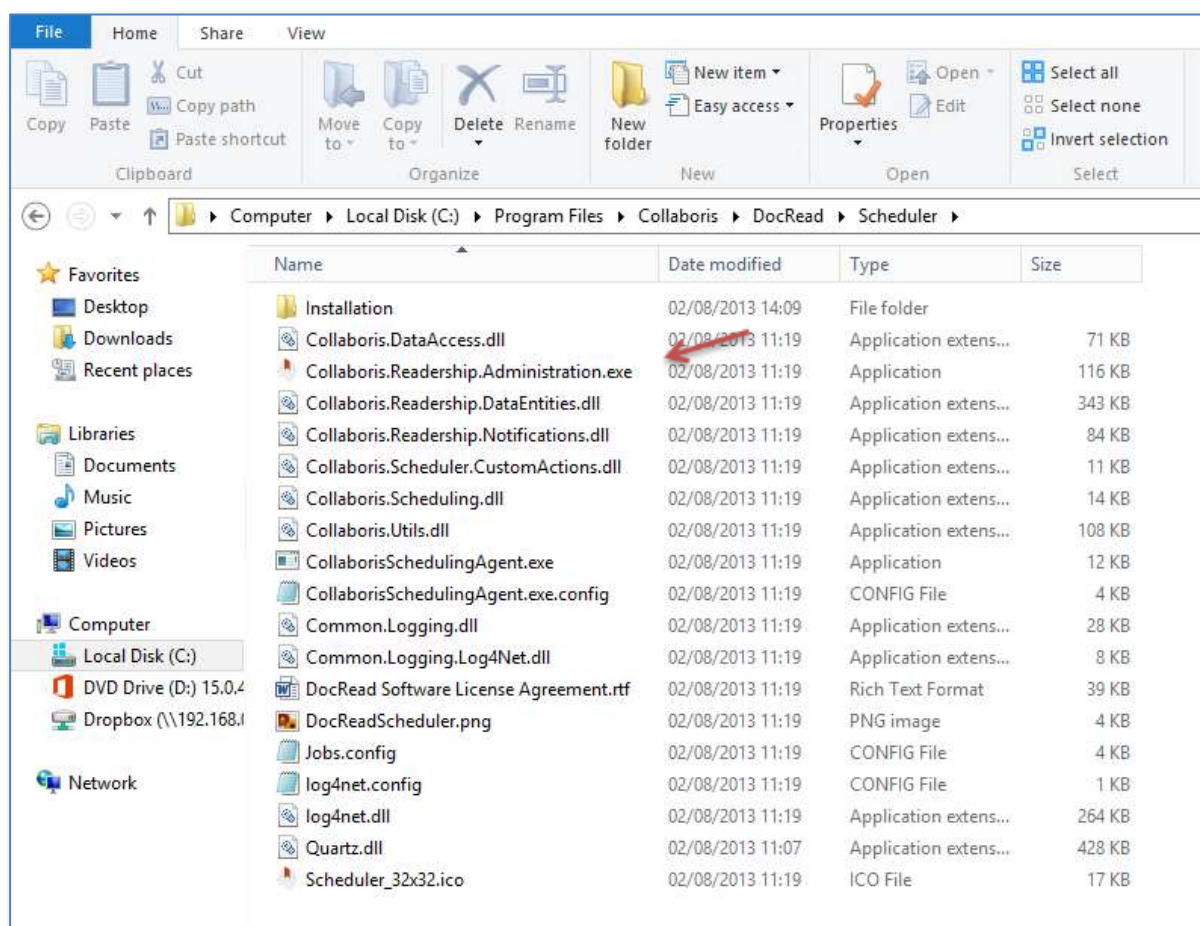 File Home Share View
Copy
Paste
Cut
Copy path
Paste shortcut
Clipboard
Move to
Copy to
Delete
Rename
Organize
New folder
New item
Easy access
New
Properties
Open
Edit
Open
Select all
Select none
Invert selection
Select
Computer Local Disk (C:) Program Files Collaboris DocRead Scheduler
Favorites
Desktop
Downloads
Recent places
Libraries
Documents
Music
Pictures
Videos
Computer
Local Disk (C:)
DVD Drive (D:) 15.0.4
Dropbox (\\192.168.
Network
Name Date modified Type Size
Installation 02/08/2013 14:09 File folder
Collaboris.DataAccess.dll 02/08/2013 11:19 Application extens... 71 KB
Collaboris.Readership.Administration.exe 02/08/2013 11:19 Application 116 KB
Collaboris.Readership.DataEntities.dll 02/08/2013 11:19 Application extens... 343 KB
Collaboris.Readership.Notifications.dll 02/08/2013 11:19 Application extens... 84 KB
Collaboris.Scheduler.CustomActions.dll 02/08/2013 11:19 Application extens... 11 KB
Collaboris.Scheduling.dll 02/08/2013 11:19 Application extens... 14 KB
Collaboris.Utils.dll 02/08/2013 11:19 Application extens... 108 KB
CollaborisSchedulingAgent.exe 02/08/2013 11:19 Application 12 KB
CollaborisSchedulingAgent.exe.config 02/08/2013 11:19 CONFIG File 4 KB
Common.Logging.dll 02/08/2013 11:19 Application extens... 28 KB
Common.Logging.Log4Net.dll 02/08/2013 11:19 Application extens... 8 KB
DocRead Software License Agreement.rtf 02/08/2013 11:19 Rich Text Format 39 KB
DocReadScheduler.png 02/08/2013 11:19 PNG image 4 KB
Jobs.config 02/08/2013 11:19 CONFIG File 4 KB
log4net.config 02/08/2013 11:19 CONFIG File 1 KB
log4net.dll 02/08/2013 11:19 Application extens... 264 KB
Quartz.dll 02/08/2013 11:07 Application extens... 428 KB
Scheduler_32x32.ico 02/08/2013 11:19 ICO File 17 KB